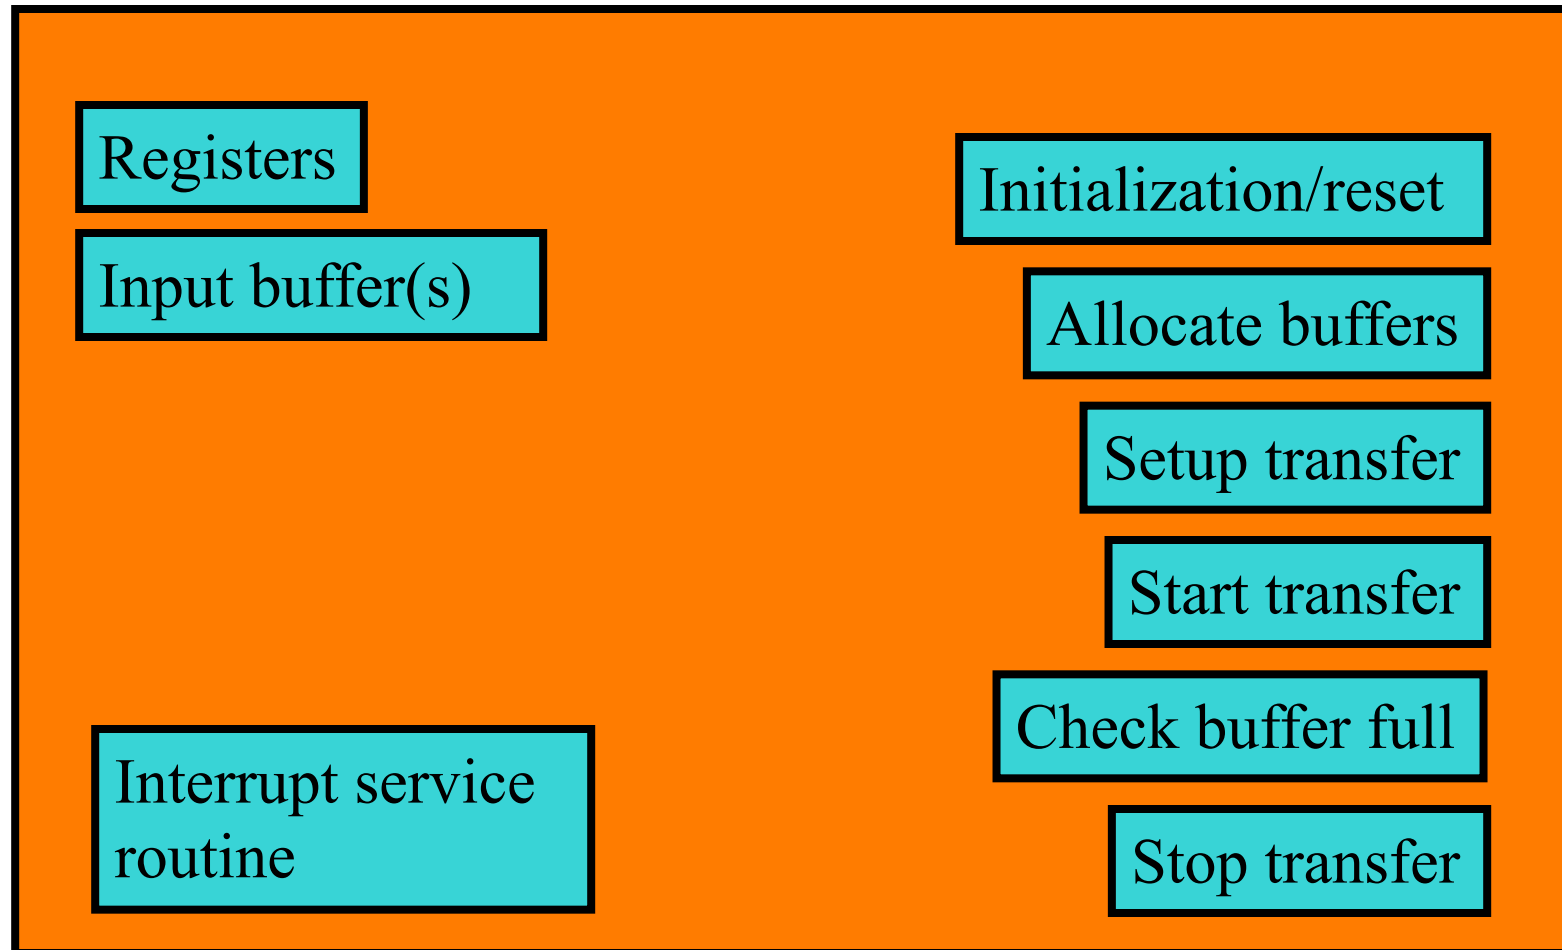 Registers
Input buffer(s)
Interrupt service
routine
Initialization/reset
Allocate buffers
Setup transfer
Start transfer
Check buffer full
Stop transfer